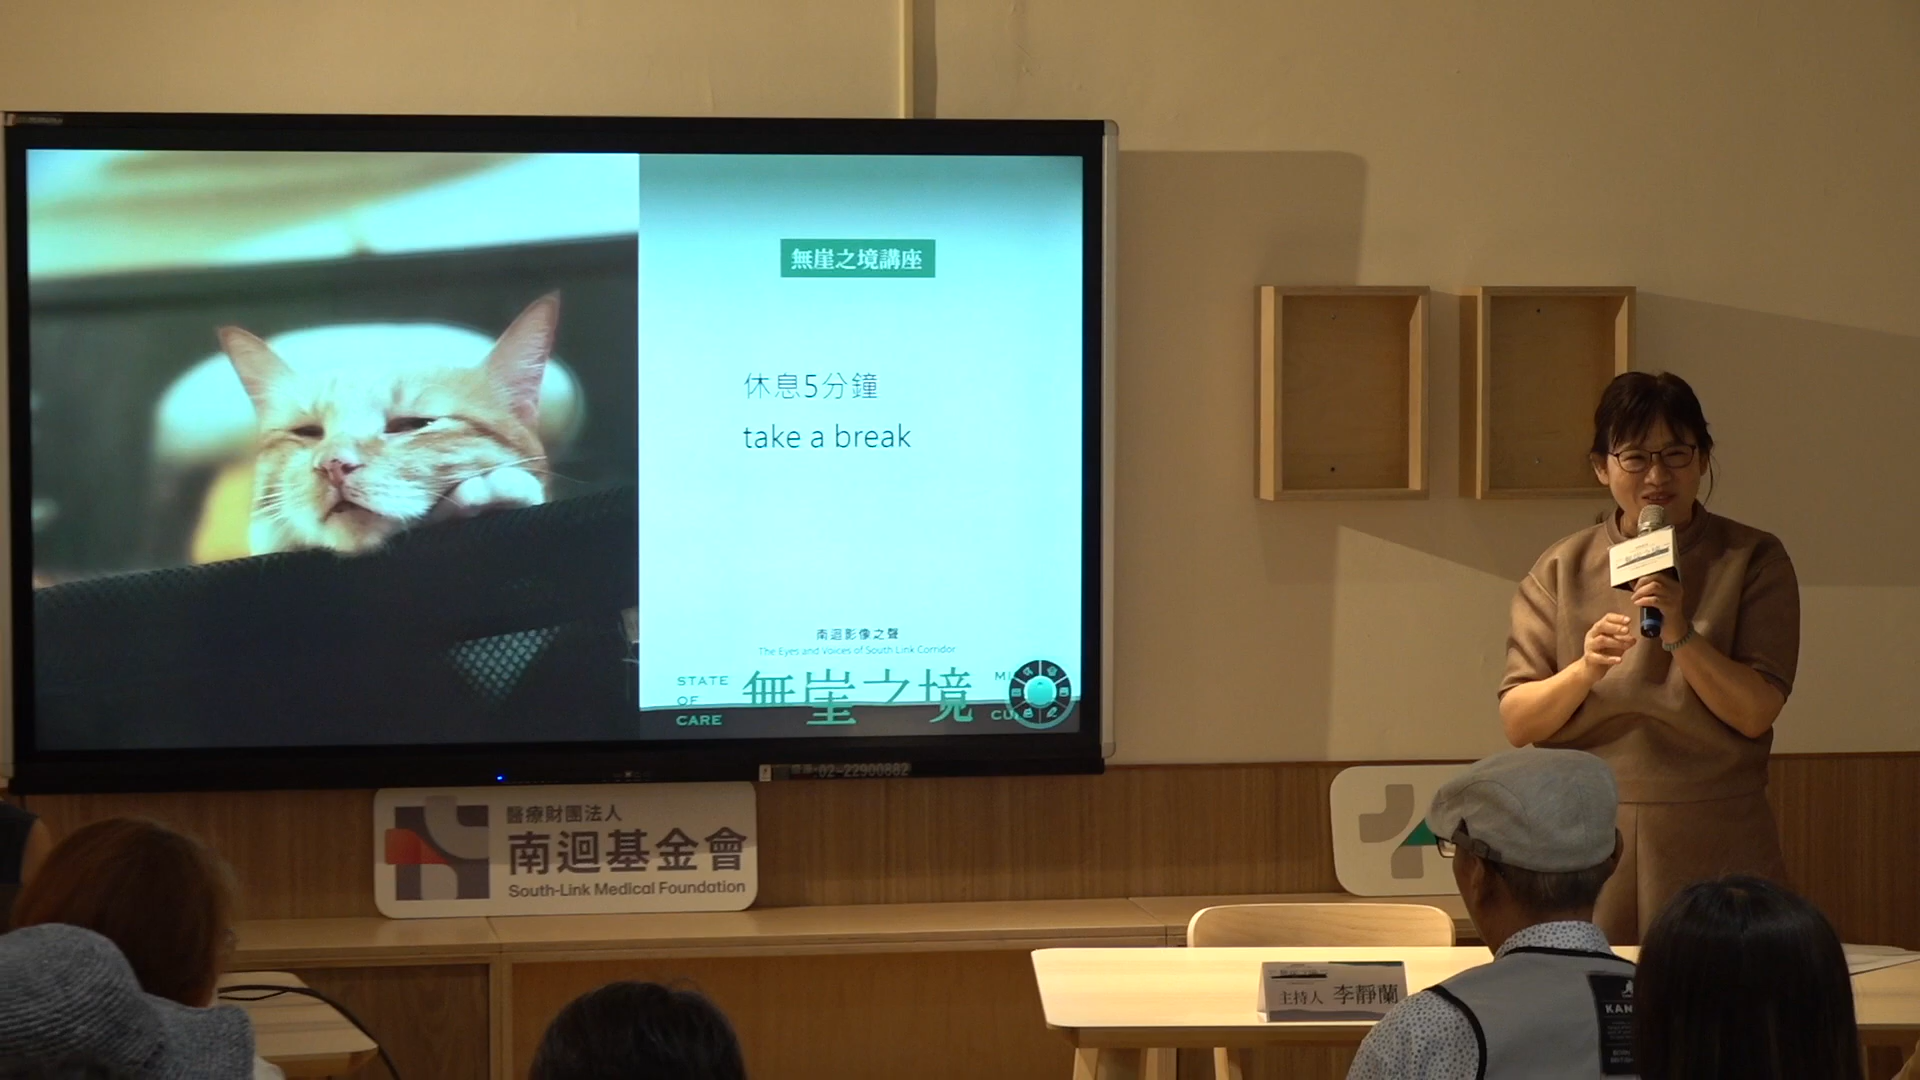 無崖之境講座
休息5分鐘
take a break
南迴影像之聲
The Eyes and Voices of South Link Corridor
STATE
OF
CARE
無崖之境
:02-22900882
醫療財團法人
南迴基金會
South-Link Medical Foundation
主持人 李靜蘭